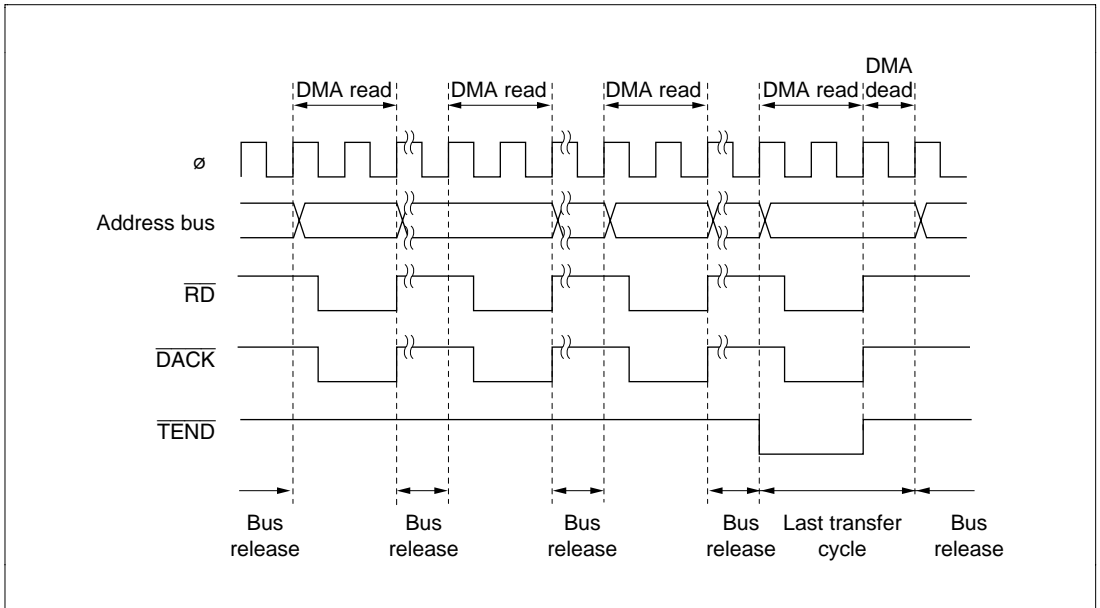 DMA
DMA read DMA read DMA read DMA read dead
ø
Address bus
RD
DACK
TEND
Bus Bus Bus Bus Last transfer Bus
release release release release cycle release